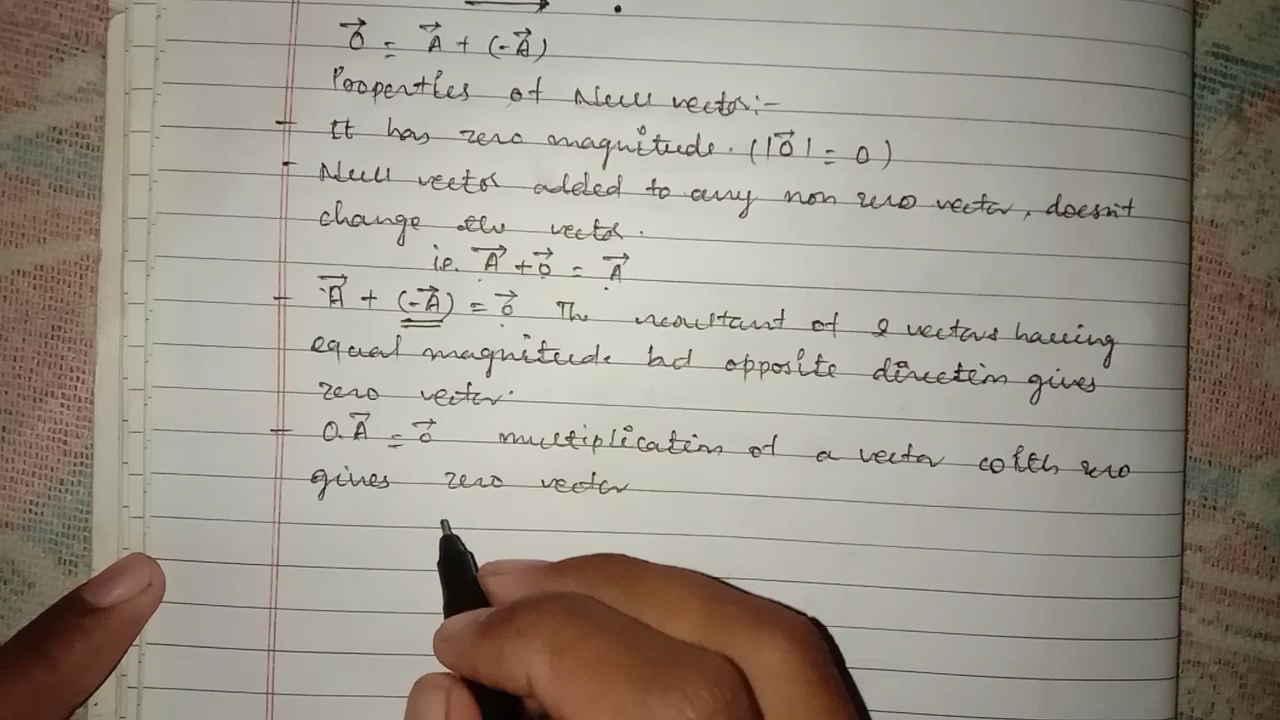 0⃗ = A⃗ + (-A⃗)
Properties of Null vector:-
- It has zero magnitude. (|0⃗| = 0)
- Null vector added to any non zero vector, doesn't
change the vector.
i.e. A⃗ + 0⃗ = A⃗
- A⃗ + (-A⃗) = 0⃗ The resultant of 2 vectors having
equal magnitude bd opposite direction gives
zero vector.
- 0.A⃗ = 0⃗ multiplication of a vector with zero
gives zero vector